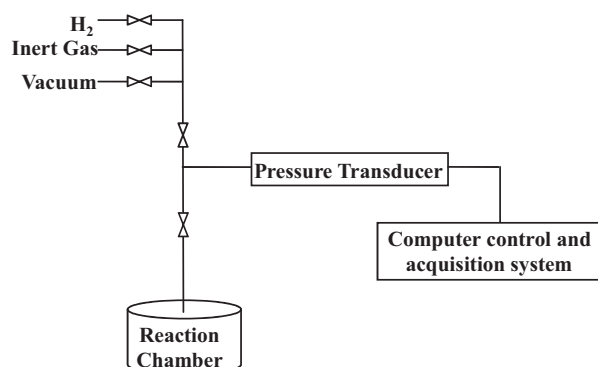 H₂
Inert Gas
Vacuum
Pressure Transducer
Computer control and
acquisition system
Reaction
Chamber